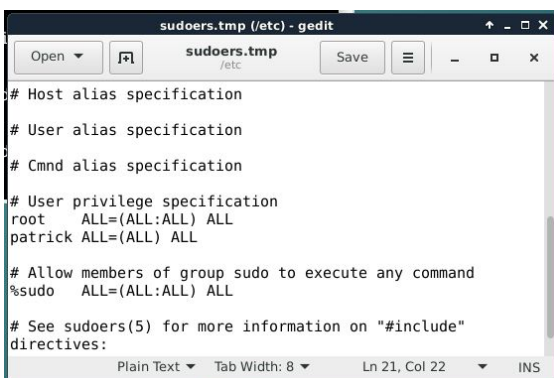 sudoers.tmp (/etc) - gedit
Open
sudoers.tmp
/etc
Save
# Host alias specification
# User alias specification
# Cmnd alias specification
# User privilege specification
root    ALL=(ALL:ALL) ALL
patrick ALL=(ALL) ALL
# Allow members of group sudo to execute any command
%sudo   ALL=(ALL:ALL) ALL
# See sudoers(5) for more information on "#include"
directives:
Plain Text Tab Width: 8 Ln 21, Col 22 INS